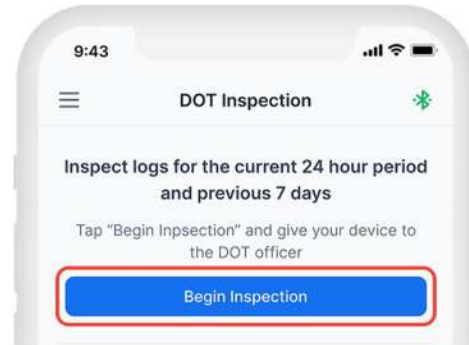 9:43
DOT Inspection
Inspect logs for the current 24 hour period
and previous 7 days
Tap “Begin Inpsection” and give your device to
the DOT officer
Begin Inspection